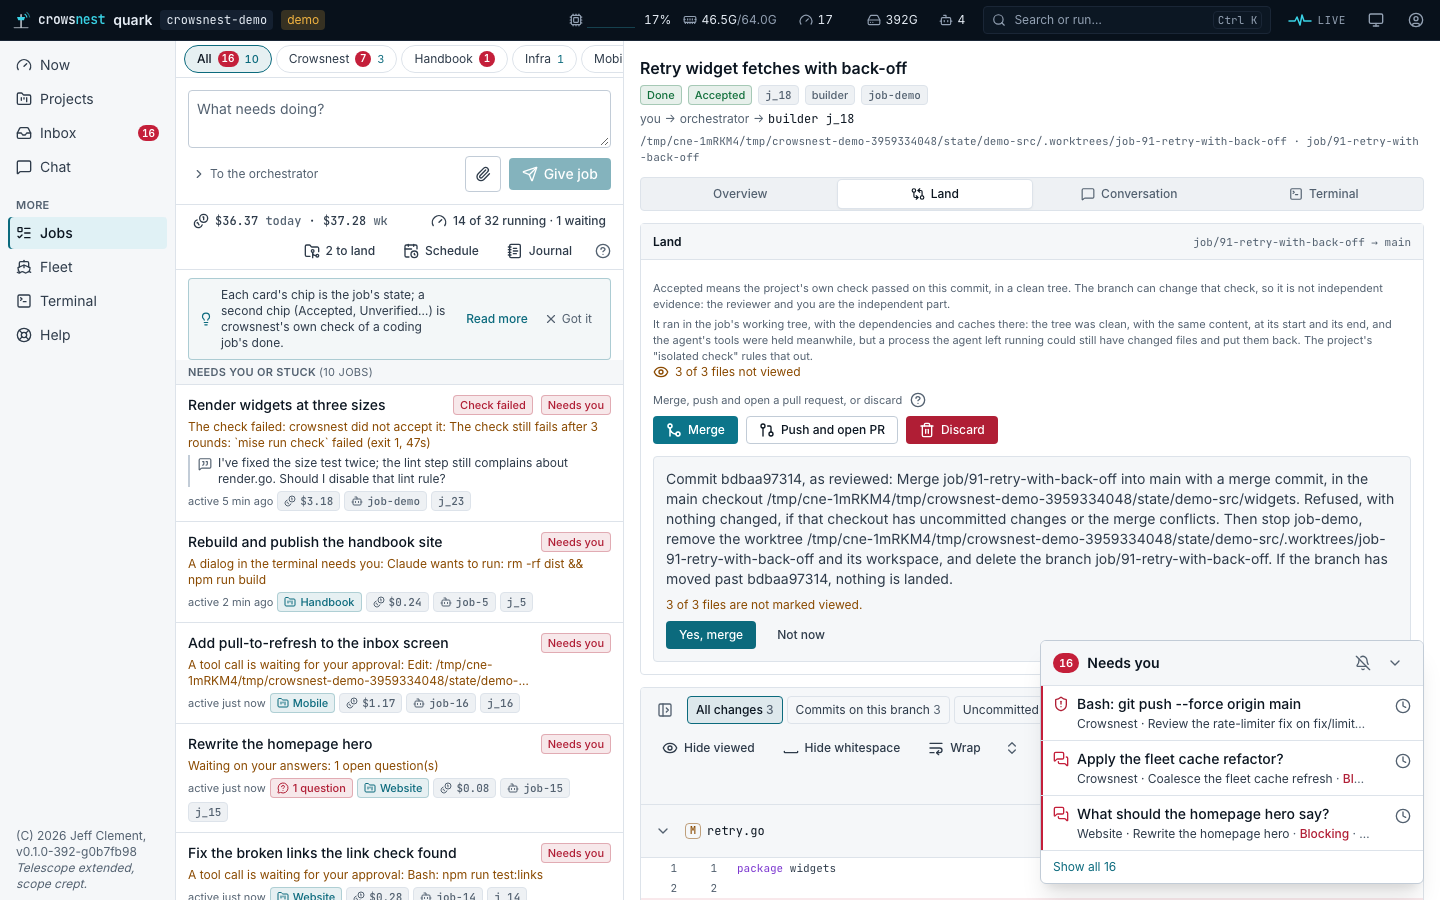 crowsnest quark crowsnest-demo demo 17% 46.5G/64.0G 17 392G 4 Search or run... Ctrl K LIVE
Now
Projects
Inbox 16
Chat
MORE
Jobs
Fleet
Terminal
Help
(C) 2026 Jeff Clement,
v0.1.0-392-g0b7fb98
Telescope extended,
scope crept.
All 16 10 Crowsnest 7 3 Handbook 1 Infra 1 Mobi
What needs doing?
To the orchestrator Give job
$36.37 today · $37.28 wk 14 of 32 running · 1 waiting
2 to land Schedule Journal
Each card's chip is the job's state; a
second chip (Accepted, Unverified…) is
crowsnest's own check of a coding
job's done.
Read more Got it
NEEDS YOU OR STUCK (10 JOBS)
Render widgets at three sizes Check failed Needs you
The check failed: crowsnest did not accept it: The check still fails after 3
rounds: `mise run check` failed (exit 1, 47s)
I've fixed the size test twice; the lint step still complains about
render.go. Should I disable that lint rule?
active 5 min ago $3.18 job-demo j_23
Rebuild and publish the handbook site Needs you
A dialog in the terminal needs you: Claude wants to run: rm -rf dist &&
npm run build
active 2 min ago Handbook $0.24 job-5 j_5
Add pull-to-refresh to the inbox screen Needs you
A tool call is waiting for your approval: Edit: /tmp/cne-
1mRKM4/tmp/crowsnest-demo-3959334048/state/demo-…
active just now Mobile $1.17 job-16 j_16
Rewrite the homepage hero Needs you
Waiting on your answers: 1 open question(s)
active just now 1 question Website $0.08 job-15
j_15
Fix the broken links the link check found Needs you
A tool call is waiting for your approval: Bash: npm run test:links
active just now Website $0.28 job-14 j_14
Retry widget fetches with back-off
Done Accepted j_18 builder job-demo
you → orchestrator → builder j_18
/tmp/cne-1mRKM4/tmp/crowsnest-demo-3959334048/state/demo-src/.worktrees/job-91-retry-with-back-off · job/91-retry-with
-back-off
Overview Land Conversation Terminal
Land job/91-retry-with-back-off → main
Accepted means the project's own check passed on this commit, in a clean tree. The branch can change that check, so it is not independent
evidence: the reviewer and you are the independent part.
It ran in the job's working tree, with the dependencies and caches there: the tree was clean, with the same content, at its start and its end, and
the agent's tools were held meanwhile, but a process the agent left running could still have changed files and put them back. The project's
"isolated check" rules that out.
3 of 3 files not viewed
Merge, push and open a pull request, or discard
Merge Push and open PR Discard
Commit bdbaa97314, as reviewed: Merge job/91-retry-with-back-off into main with a merge commit, in the
main checkout /tmp/cne-1mRKM4/tmp/crowsnest-demo-3959334048/state/demo-src/widgets. Refused, with
nothing changed, if that checkout has uncommitted changes or the merge conflicts. Then stop job-demo,
remove the worktree /tmp/cne-1mRKM4/tmp/crowsnest-demo-3959334048/state/demo-src/.worktrees/job-
91-retry-with-back-off and its workspace, and delete the branch job/91-retry-with-back-off. If the branch has
moved past bdbaa97314, nothing is landed.
3 of 3 files are not marked viewed.
Yes, merge Not now
All changes 3 Commits on this branch 3 Uncommitted
Hide viewed Hide whitespace Wrap
M retry.go
1 1 package widgets
2 2
16 Needs you
Bash: git push --force origin main
Crowsnest · Review the rate-limiter fix on fix/limit…
Apply the fleet cache refactor?
Crowsnest · Coalesce the fleet cache refresh · Bl…
What should the homepage hero say?
Website · Rewrite the homepage hero · Blocking · …
Show all 16